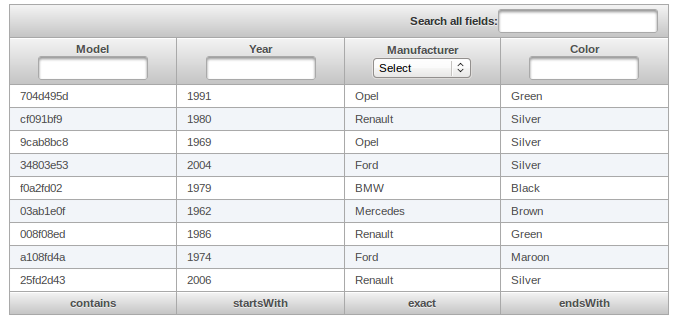 Search all fields:
Model Year Manufacturer Color
Select
704d495d 1991 Opel Green
cf091bf9 1980 Renault Silver
9cab8bc8 1969 Opel Silver
34803e53 2004 Ford Silver
f0a2fd02 1979 BMW Black
03ab1e0f 1962 Mercedes Brown
008f08ed 1986 Renault Green
a108fd4a 1974 Ford Maroon
25fd2d43 2006 Renault Silver
contains startsWith exact endsWith